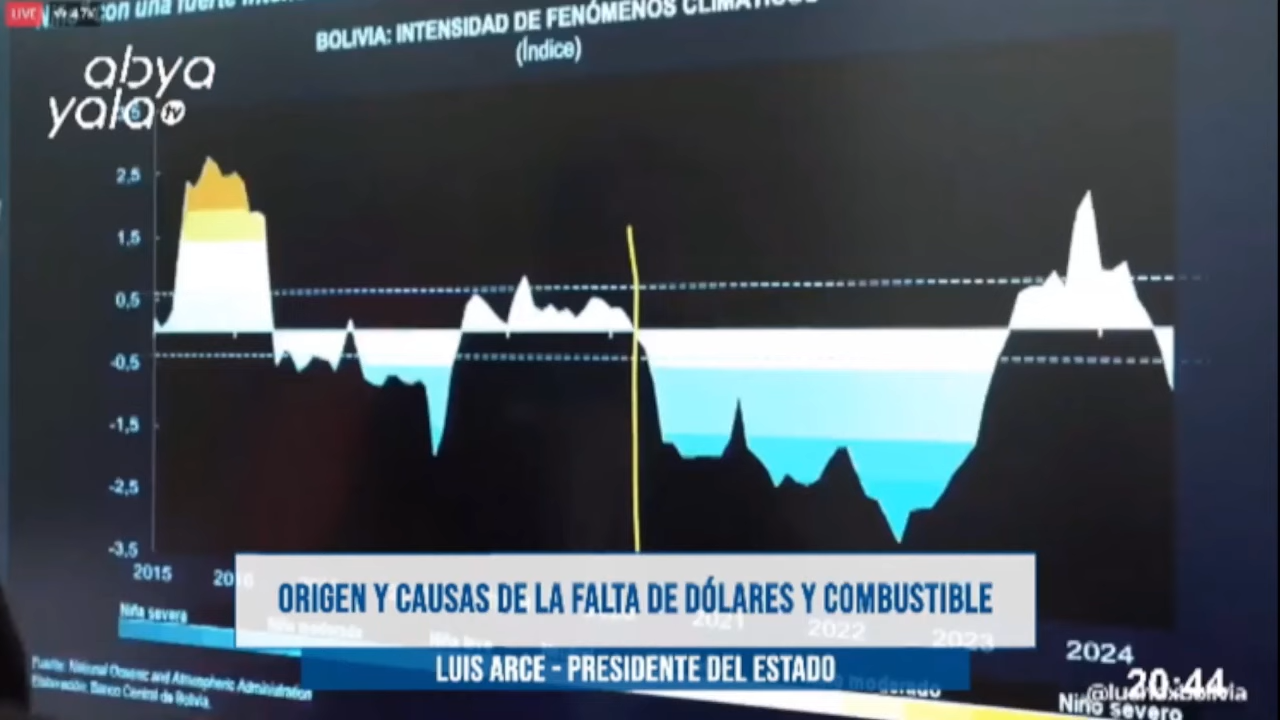 LIVE
con una fuerte
BOLIVIA: INTENSIDAD DE FENÓMENOS CLIMÁTICOS
(Índice)
abya
yala tv
2,5
1,5
0,5
-0,5
-1,5
-2,5
-3,5
2015
2021
2022
2023
2024
Niña severa
Niña moderada
moderado
Niño severo
ORIGEN Y CAUSAS DE LA FALTA DE DÓLARES Y COMBUSTIBLE
LUIS ARCE - PRESIDENTE DEL ESTADO
Fuente: National Oceanic and Atmospheric Administration
Elaboración: Banco Central de Bolivia.
20:44